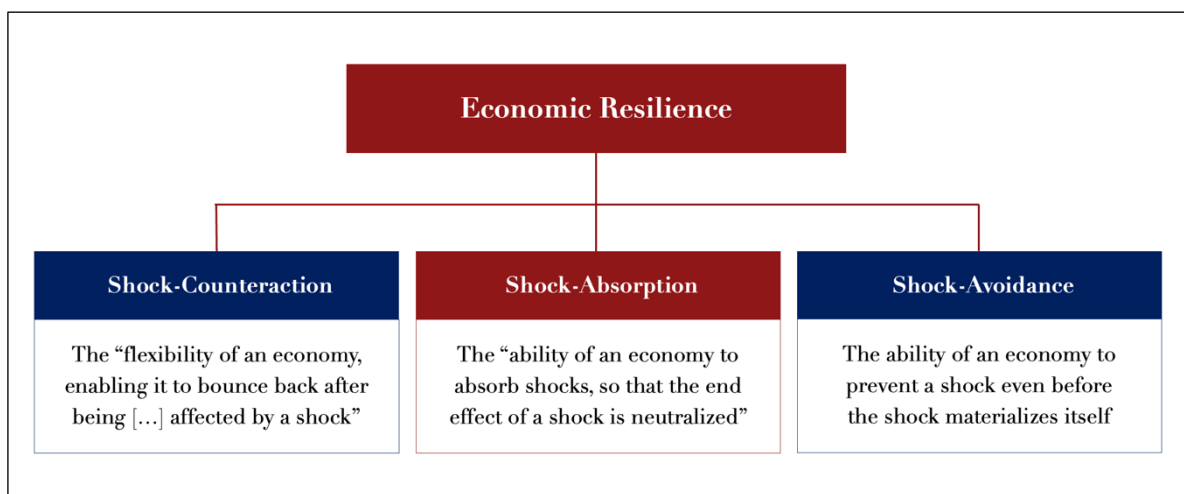 Economic Resilience
Shock-Counteraction
The “flexibility of an economy,
enabling it to bounce back after
being [...] affected by a shock”
Shock-Absorption
The “ability of an economy to
absorb shocks, so that the end
effect of a shock is neutralized”
Shock-Avoidance
The ability of an economy to
prevent a shock even before
the shock materializes itself